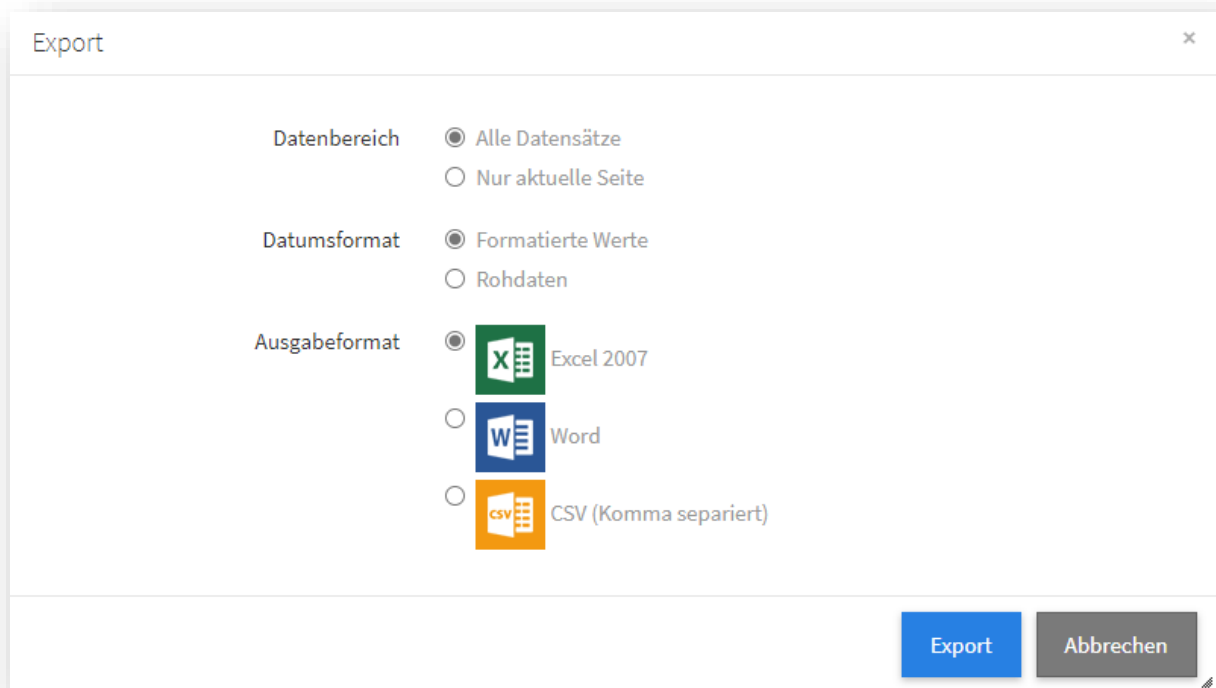 Export ×
Datenbereich Alle Datensätze
Nur aktuelle Seite
Datumsformat Formatierte Werte
Rohdaten
Ausgabeformat X Excel 2007
W Word
CSV CSV (Komma separiert)
Export Abbrechen